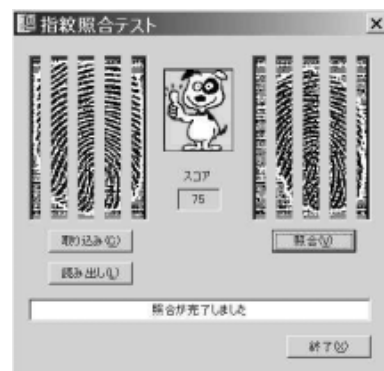 指紋照合テスト
スコア
75
取り込み(C)
照合(V)
読み出し(L)
照合が完了しました
終了(X)